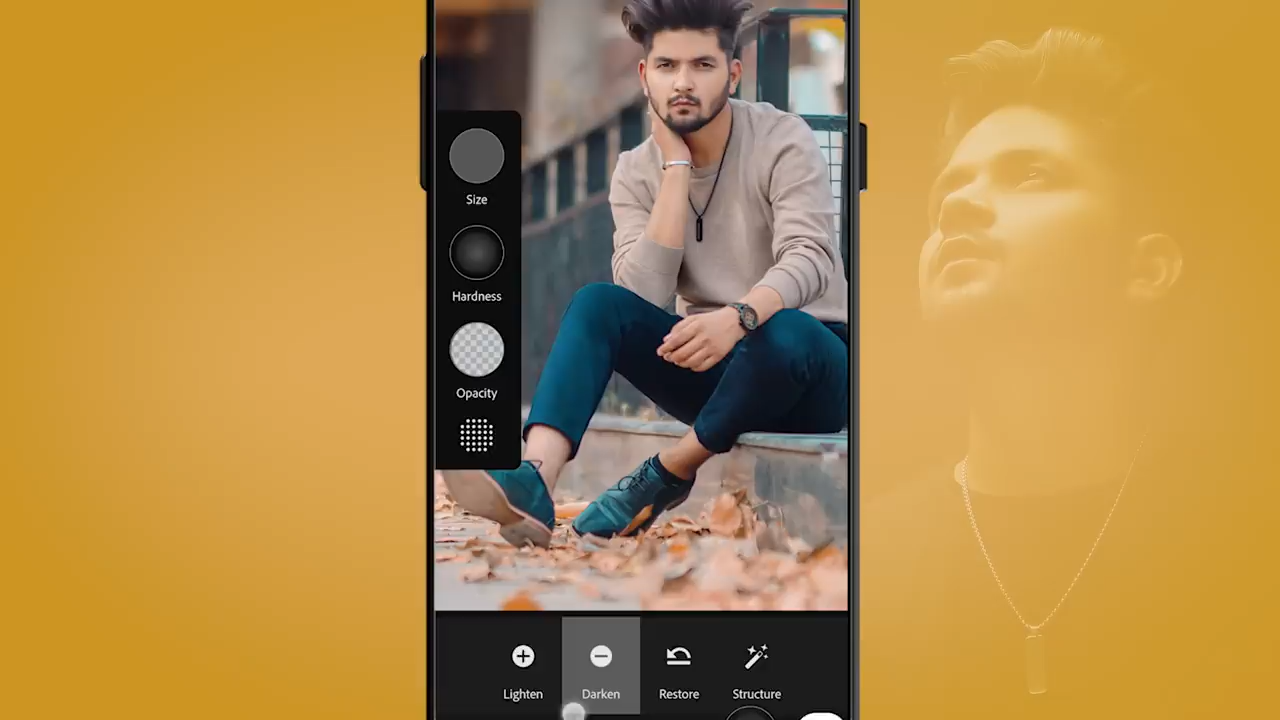 Size
Hardness
Opacity
Lighten
Darken
Restore
Structure